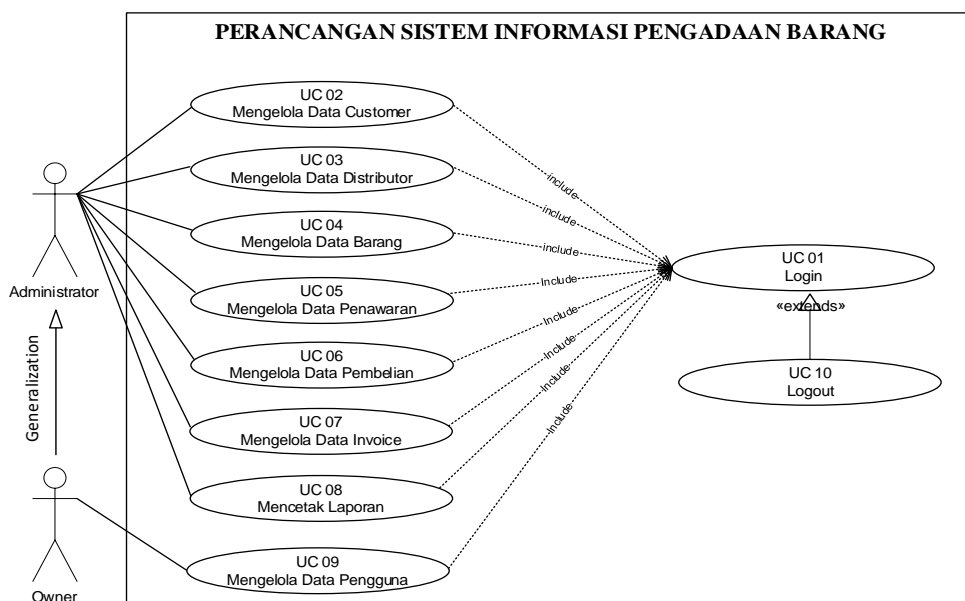 PERANCANGAN SISTEM INFORMASI PENGADAAN BARANG
UC 02
Mengelola Data Customer
UC 03
Mengelola Data Distributor
UC 04
Mengelola Data Barang
UC 05
Mengelola Data Penawaran
UC 06
Mengelola Data Pembelian
UC 07
Mengelola Data Invoice
UC 08
Mencetak Laporan
UC 09
Mengelola Data Pengguna
Administrator
Generalization
Owner
include
include
include
Include
Include
Include
Include
Include
UC 01
Login
«extends»
UC 10
Logout